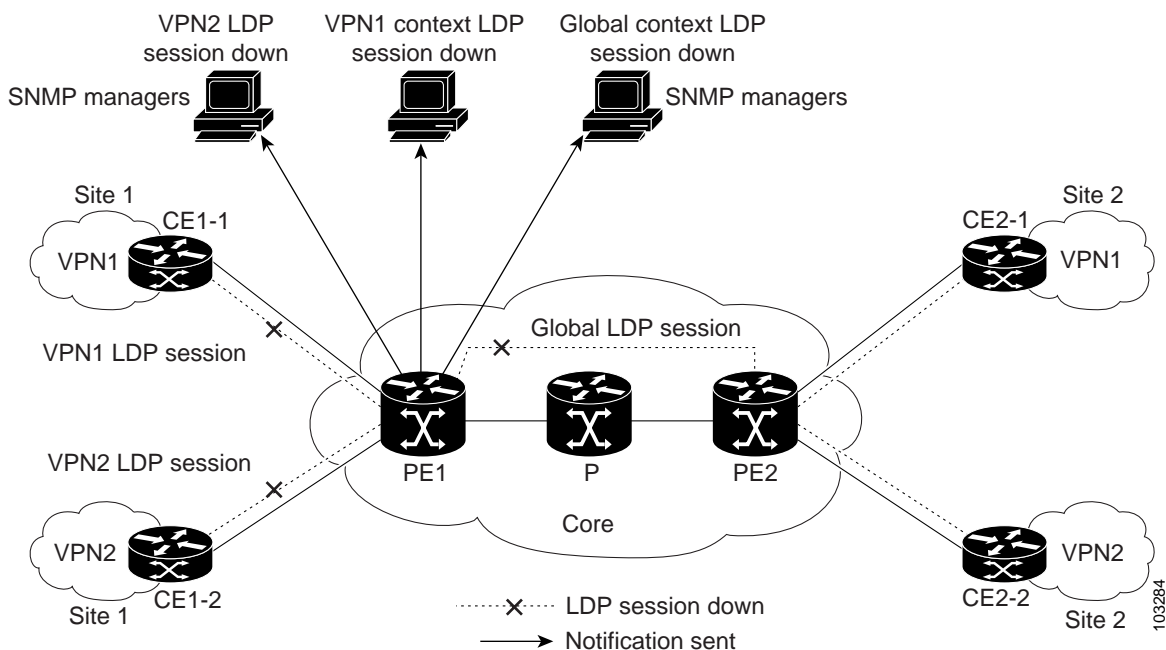 VPN2 LDP
session down
VPN1 context LDP
session down
Global context LDP
session down
SNMP managers
SNMP managers
Site 1
CE1-1
VPN1
Site 2
CE2-1
VPN1
VPN1 LDP session
Global LDP session
VPN2 LDP session
PE1
P
PE2
Core
VPN2
CE1-2
Site 1
VPN2
CE2-2
Site 2
LDP session down
Notification sent
103284